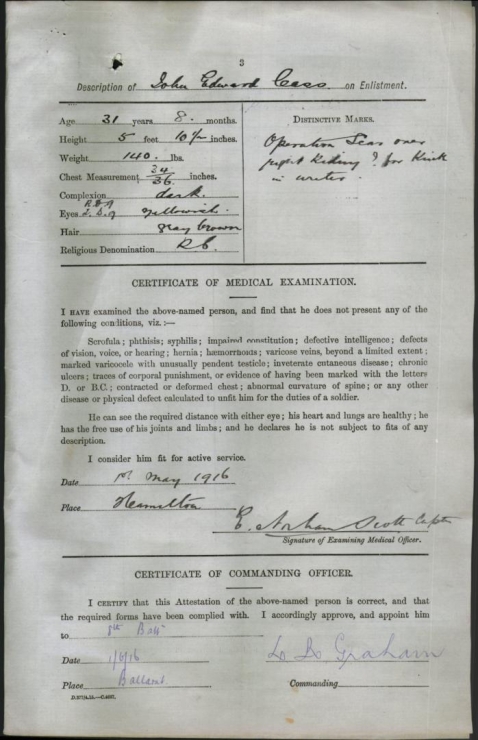 3
Description of John Edward Cass on Enlistment.
Age 31 years 8. months.
Height 5 feet 10½ inches.
Weight 140. lbs.
Chest Measurement 34/36. inches.
Complexion dark.
Eyes yellowish.
Hair gray brown
Religious Denomination R C.
DISTINCTIVE MARKS.
Operation Scar over
right Kidney ? for Kink
in ureter.
CERTIFICATE OF MEDICAL EXAMINATION.
I HAVE examined the above-named person, and find that he does not present any of the
following conditions, viz. :—
Scrofula; phthisis; syphilis; impaired constitution; defective intelligence; defects
of vision, voice, or hearing; hernia; hæmorrhoids; varicose veins, beyond a limited extent;
marked varicocele with unusually pendent testicle; inveterate cutaneous disease; chronic
ulcers; traces of corporal punishment, or evidence of having been marked with the letters
D. or B.C.; contracted or deformed chest; abnormal curvature of spine; or any other
disease or physical defect calculated to unfit him for the duties of a soldier.
He can see the required distance with either eye; his heart and lungs are healthy; he
has the free use of his joints and limbs; and he declares he is not subject to fits of any
description.
I consider him fit for active service.
Date 1st May 1916
Place Hamilton
E. Norham Scott Capt
Signature of Examining Medical Officer.
CERTIFICATE OF COMMANDING OFFICER.
I CERTIFY that this Attestation of the above-named person is correct, and that
the required forms have been complied with. I accordingly approve, and appoint him
to 8th Batt
Date 1/6/16
Graham
Place Ballarat
Commanding